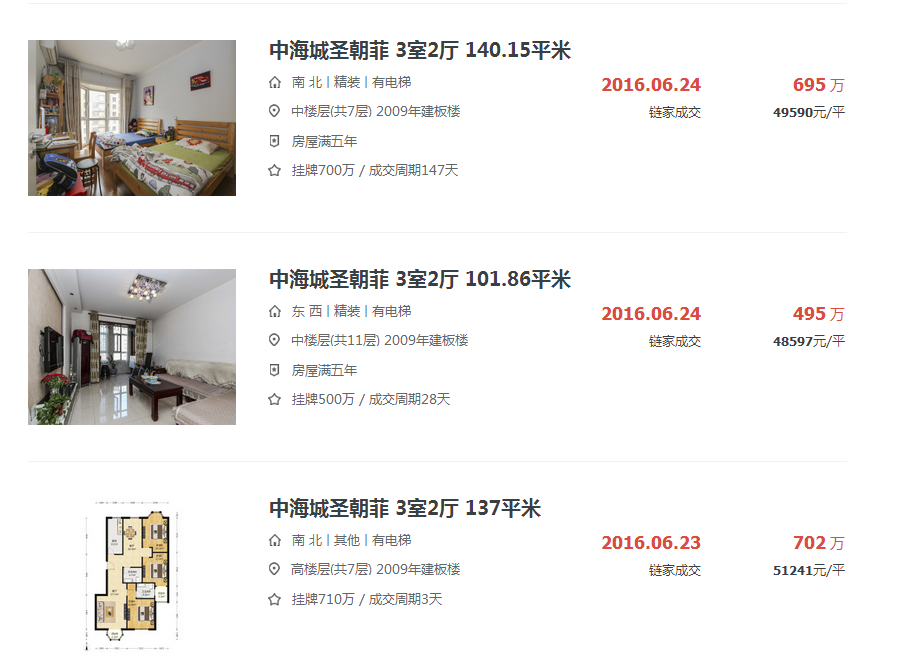 中海城圣朝菲 3室2厅 140.15平米
南 北 | 精装 | 有电梯
2016.06.24
695 万
中楼层(共7层) 2009年建板楼
链家成交
49590元/平
房屋满五年
挂牌700万 / 成交周期147天
中海城圣朝菲 3室2厅 101.86平米
东 西 | 精装 | 有电梯
2016.06.24
495 万
中楼层(共11层) 2009年建板楼
链家成交
48597元/平
房屋满五年
挂牌500万 / 成交周期28天
中海城圣朝菲 3室2厅 137平米
南 北 | 其他 | 有电梯
2016.06.23
702 万
高楼层(共7层) 2009年建板楼
链家成交
51241元/平
挂牌710万 / 成交周期3天